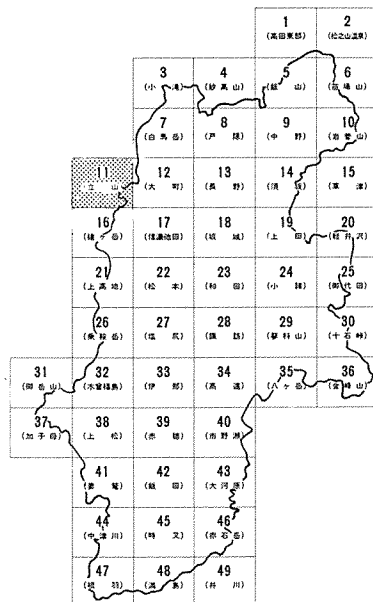 1 2
(高田東部) (松之山温泉)
3 4 5 6
(小滝) (妙高山) (飯山) (苗場山)
7 8 9 10
(白馬岳) (戸隠) (中野) (岩菅山)
11 12 13 14 15
(立山) (大町) (長野) (須坂) (草津)
16 17 18 19 20
(槍ヶ岳) (信濃池田) (坂城) (上田) (軽井沢)
21 22 23 24 25
(上高地) (松本) (和田) (小諸) (御代田)
26 27 28 29 30
(乗鞍岳) (塩尻) (諏訪) (蓼科山) (十石峠)
31 32 33 34 35 36
(御岳山) (木曽福島) (伊那) (高遠) (八ヶ岳) (金峰山)
37 38 39 40
(加子母) (上松) (赤穂) (市野瀬)
41 42 43
(妻籠) (飯田) (大河原)
44 45 46
(中津川) (時又) (赤石岳)
47 48 49
(根羽) (満島) (井川)